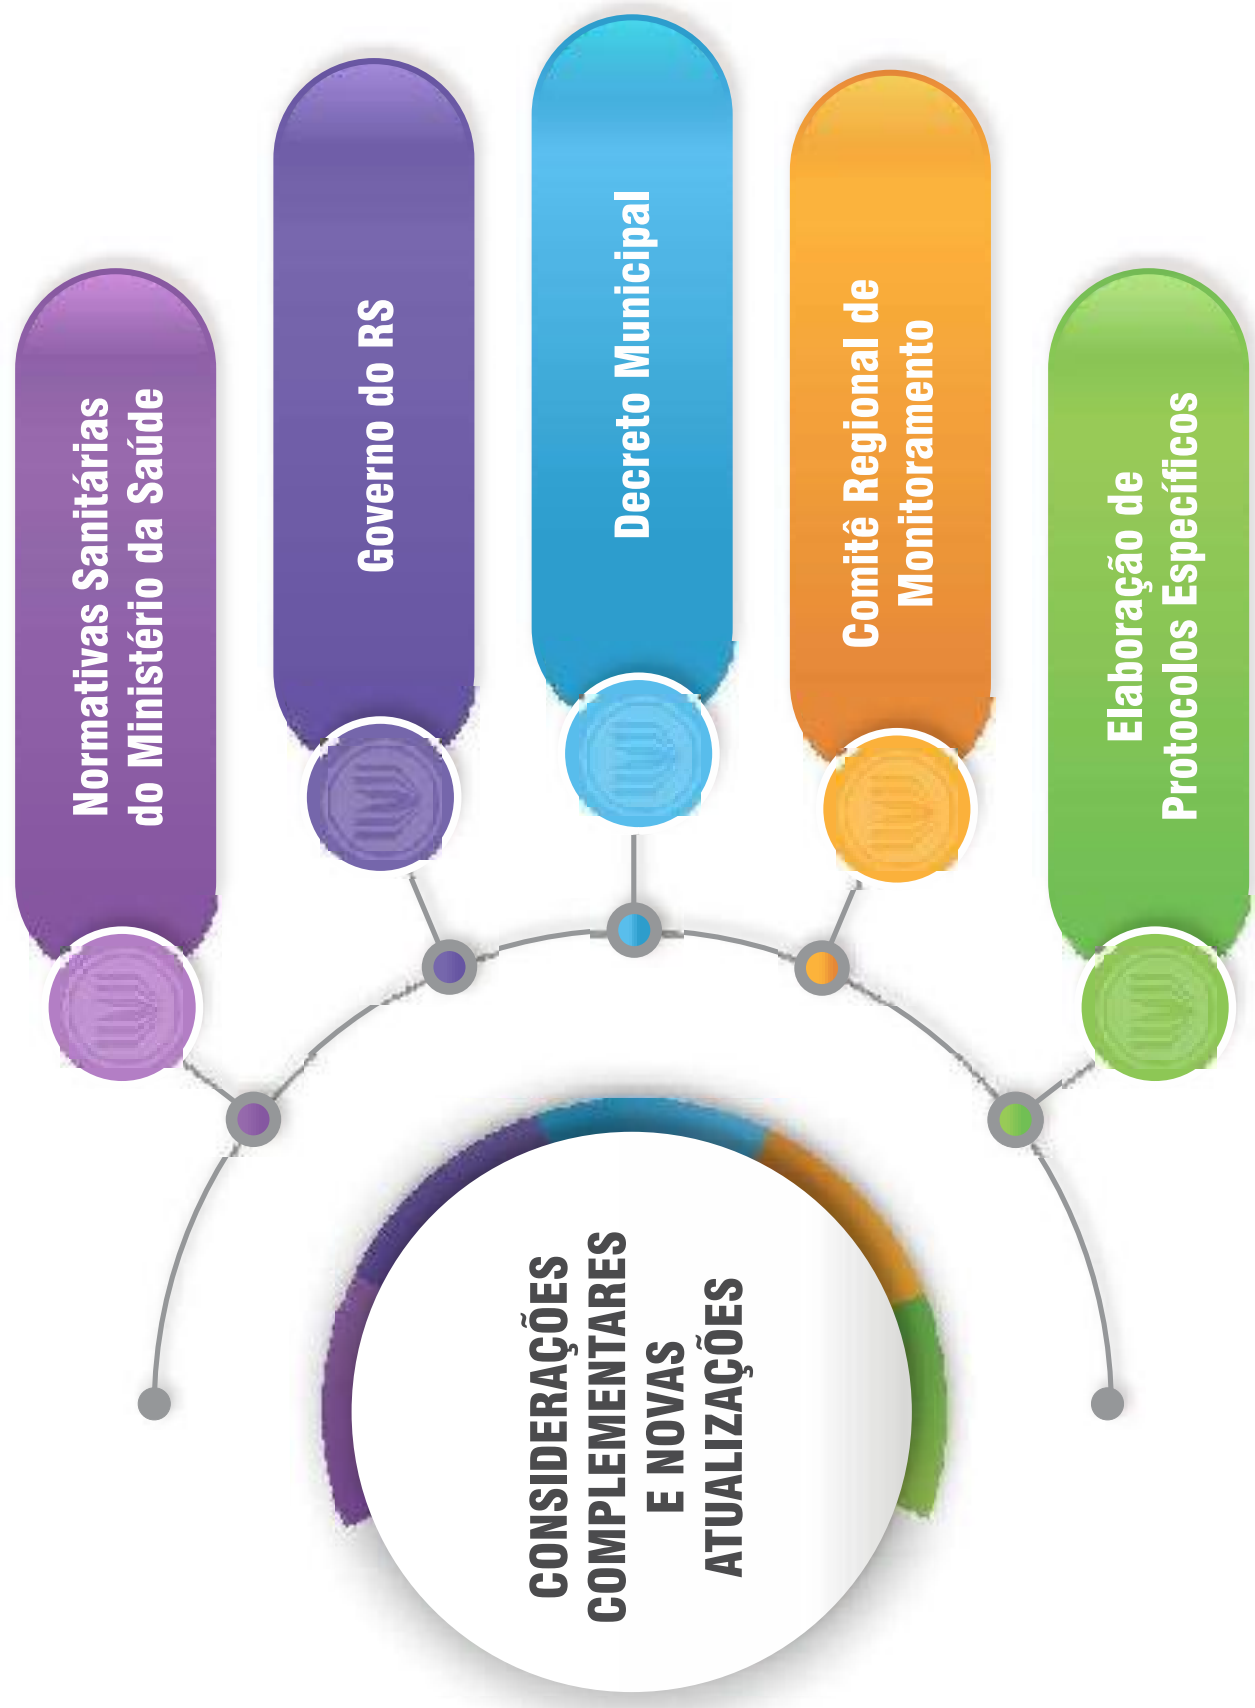 Normativas Sanitárias
do Ministério da Saúde
Governo do RS
Decreto Municipal
Comitê Regional de
Monitoramento
Elaboração de
Protocolos Específicos
CONSIDERAÇÕES
COMPLEMENTARES
E NOVAS
ATUALIZAÇÕES